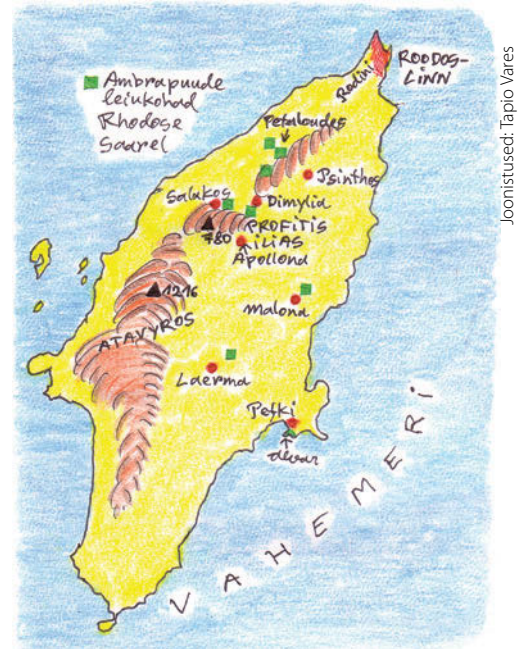 ROODOS-
LINN
Rodini
Ambrapuude
leiukohad
Rhodose
Saarel
Petaloudes
Psinthos
Salakos
Dimylia
PROFITIS
ILIAS
780
Apollona
1216
Malona
ATAVYROS
Laerma
Pefki
VAHEMERI
Joonistused: Tapio Vares